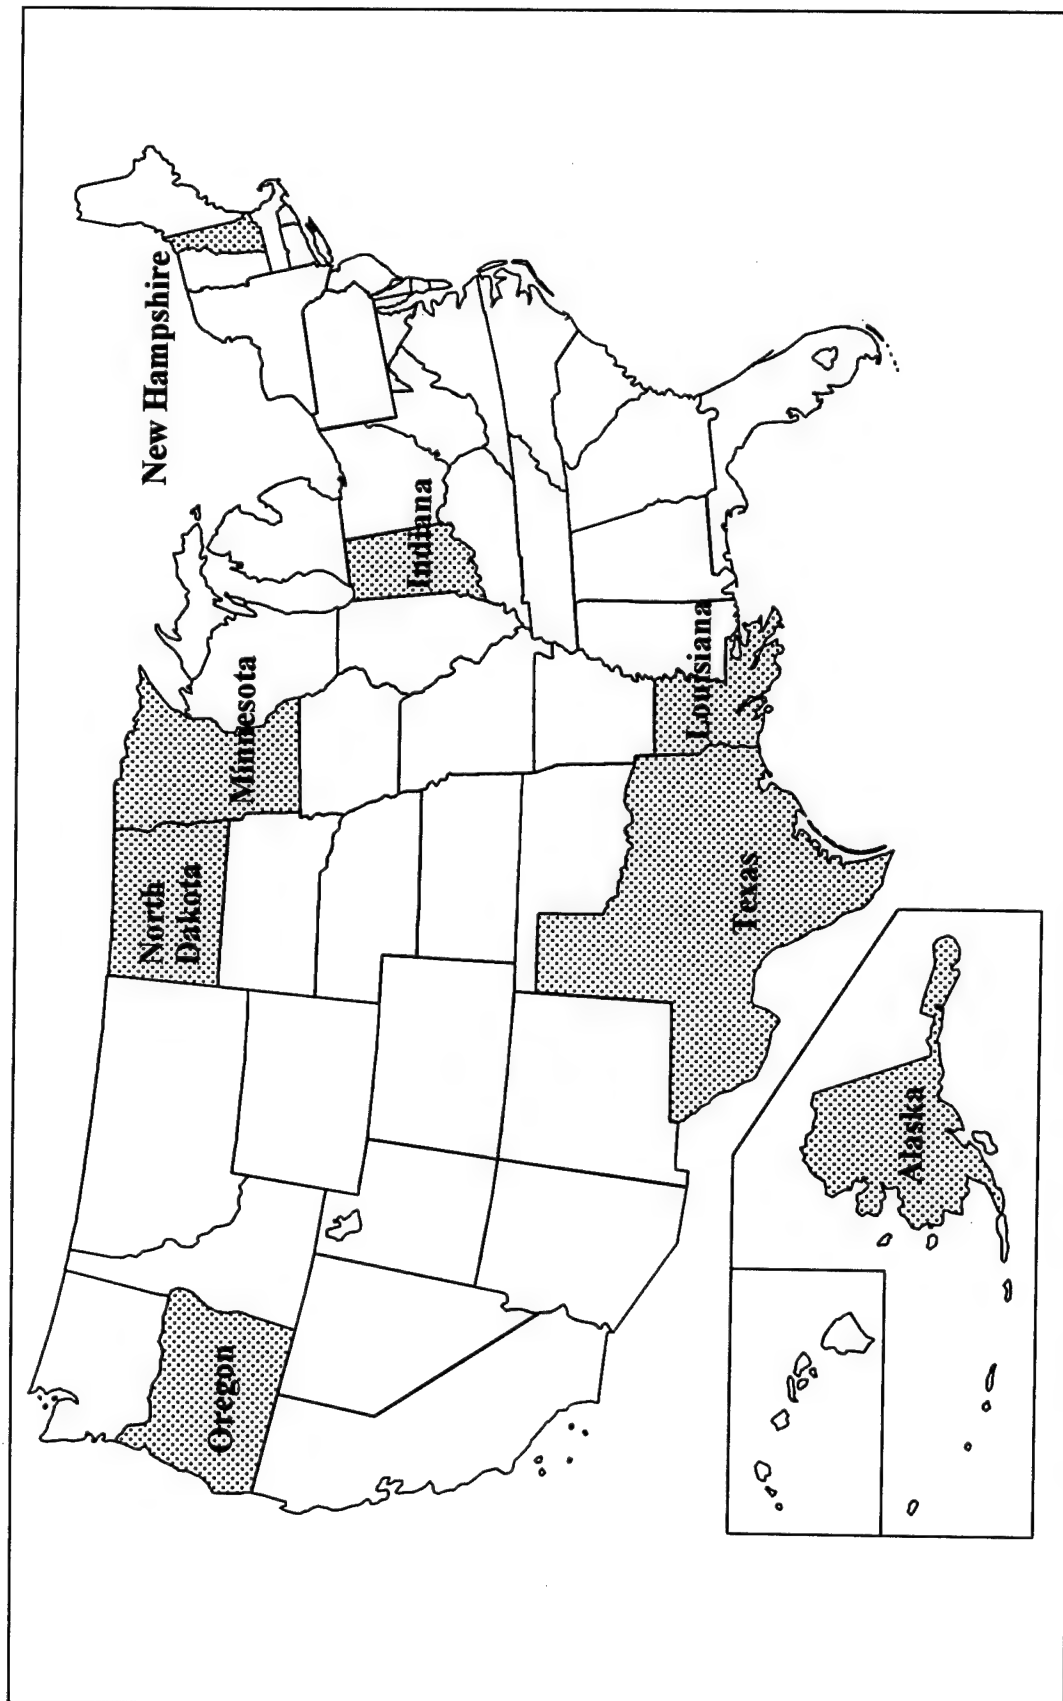 New Hampshire
Minnesota
North
Dakota
Indiana
Oregon
Louisiana
Texas
Alaska